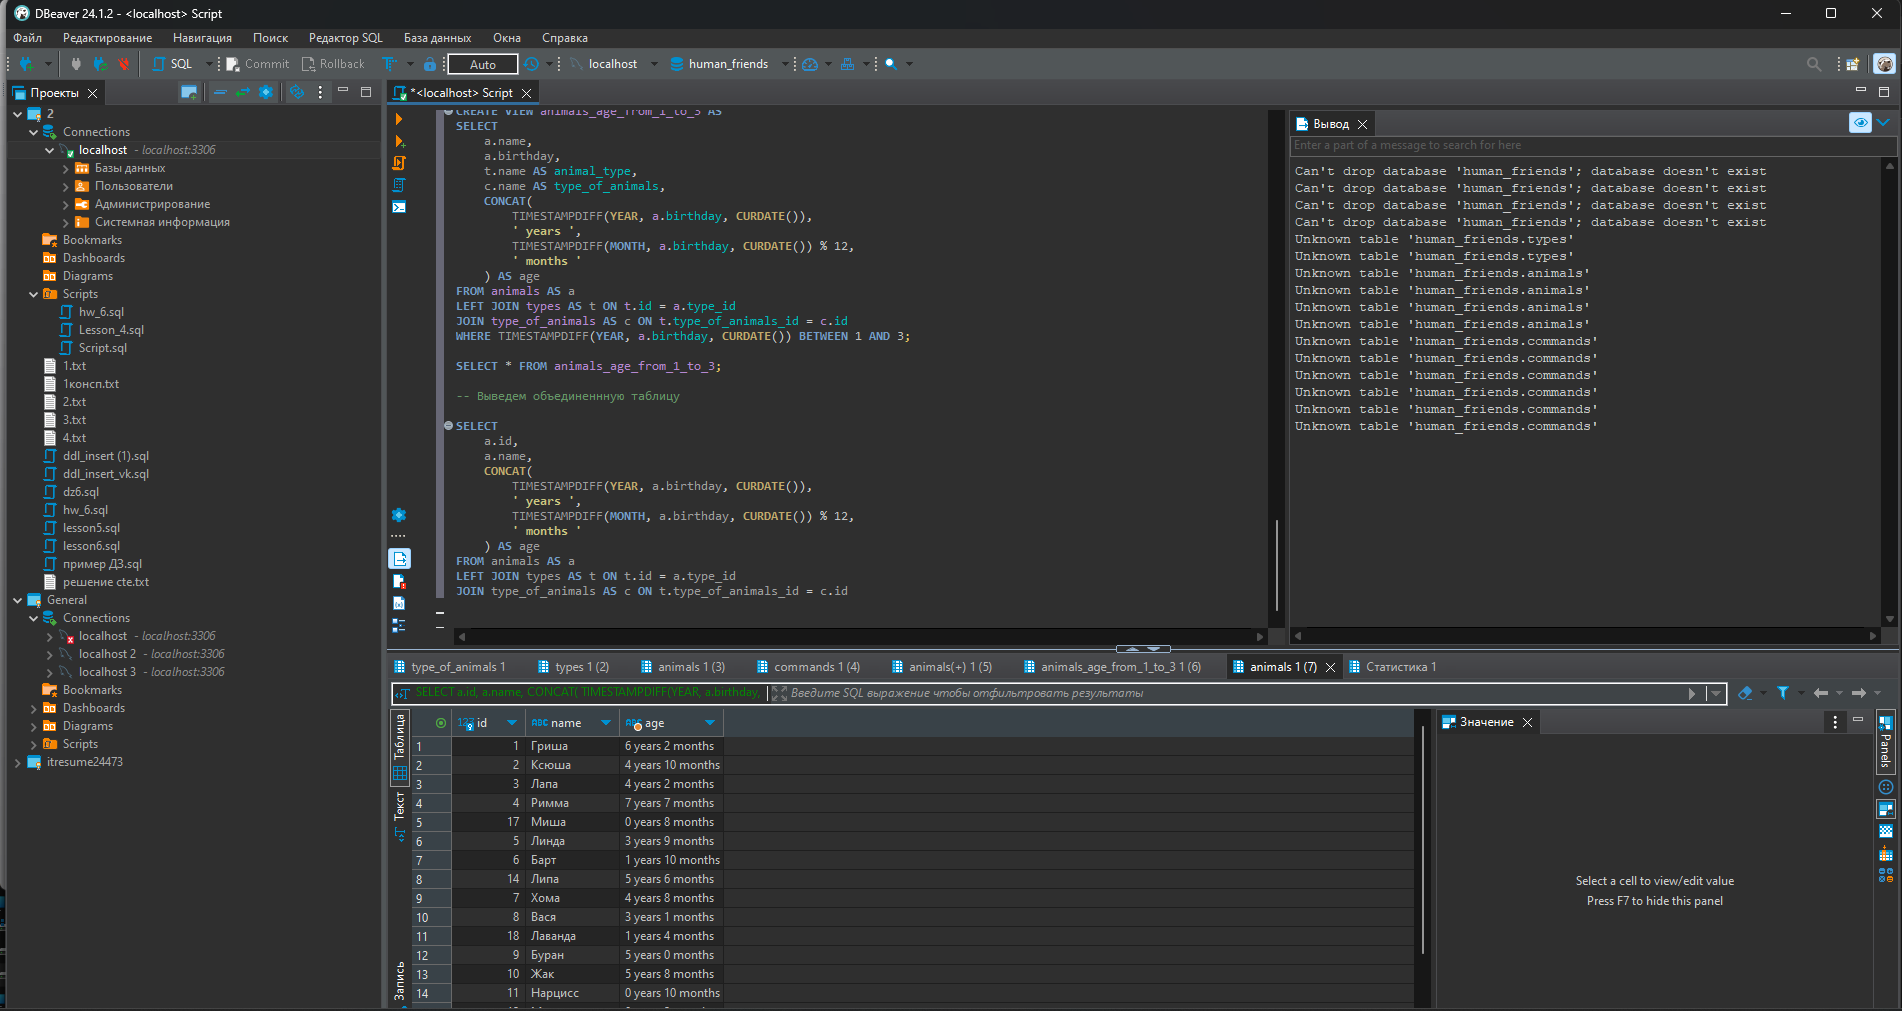 DBeaver 24.1.2 - <localhost> Script
Файл Редактирование Навигация Поиск Редактор SQL База данных Окна Справка
SQL Commit Rollback Auto localhost human_friends
Проекты
2
Connections
localhost - localhost:3306
Базы данных
Пользователи
Администрирование
Системная информация
Bookmarks
Dashboards
Diagrams
Scripts
hw_6.sql
Lesson_4.sql
Script.sql
1.txt
1консп.txt
2.txt
3.txt
4.txt
ddl_insert (1).sql
ddl_insert_vk.sql
dz6.sql
hw_6.sql
lesson5.sql
lesson6.sql
пример ДЗ.sql
решение cte.txt
General
Connections
localhost - localhost:3306
localhost 2 - localhost:3306
localhost 3 - localhost:3306
Bookmarks
Dashboards
Diagrams
Scripts
itresume24473
*<localhost> Script
CREATE VIEW animals_age_from_1_to_3 AS
SELECT
a.name,
a.birthday,
t.name AS animal_type,
c.name AS type_of_animals,
CONCAT(
TIMESTAMPDIFF(YEAR, a.birthday, CURDATE()),
' years ',
TIMESTAMPDIFF(MONTH, a.birthday, CURDATE()) % 12,
' months '
) AS age
FROM animals AS a
LEFT JOIN types AS t ON t.id = a.type_id
JOIN type_of_animals AS c ON t.type_of_animals_id = c.id
WHERE TIMESTAMPDIFF(YEAR, a.birthday, CURDATE()) BETWEEN 1 AND 3;
SELECT * FROM animals_age_from_1_to_3;
-- Выведем объединеннную таблицу
SELECT
a.id,
a.name,
CONCAT(
TIMESTAMPDIFF(YEAR, a.birthday, CURDATE()),
' years ',
TIMESTAMPDIFF(MONTH, a.birthday, CURDATE()) % 12,
' months '
) AS age
FROM animals AS a
LEFT JOIN types AS t ON t.id = a.type_id
JOIN type_of_animals AS c ON t.type_of_animals_id = c.id
Вывод
Enter a part of a message to search for here
Can't drop database 'human_friends'; database doesn't exist
Can't drop database 'human_friends'; database doesn't exist
Can't drop database 'human_friends'; database doesn't exist
Can't drop database 'human_friends'; database doesn't exist
Unknown table 'human_friends.types'
Unknown table 'human_friends.types'
Unknown table 'human_friends.animals'
Unknown table 'human_friends.animals'
Unknown table 'human_friends.animals'
Unknown table 'human_friends.animals'
Unknown table 'human_friends.commands'
Unknown table 'human_friends.commands'
Unknown table 'human_friends.commands'
Unknown table 'human_friends.commands'
Unknown table 'human_friends.commands'
Unknown table 'human_friends.commands'
type_of_animals 1 types 1 (2) animals 1 (3) commands 1 (4) animals(+) 1 (5) animals_age_from_1_to_3 1 (6) animals 1 (7) Статистика 1
SELECT a.id, a.name, CONCAT( TIMESTAMPDIFF(YEAR, a.birthday, Введите SQL выражение чтобы отфильтровать результаты
Таблица
Текст
Запись
123 id ABC name ABC age
1 1 Гриша 6 years 2 months
2 2 Ксюша 4 years 10 months
3 3 Лапа 4 years 2 months
4 4 Римма 7 years 7 months
5 17 Миша 0 years 8 months
6 5 Линда 3 years 9 months
7 6 Барт 1 years 10 months
8 14 Липа 5 years 6 months
9 7 Хома 4 years 8 months
10 8 Вася 3 years 1 months
11 18 Лаванда 1 years 4 months
12 9 Буран 5 years 0 months
13 10 Жак 5 years 8 months
14 11 Нарцисс 0 years 10 months
Значение
Select a cell to view/edit value
Press F7 to hide this panel
Panels